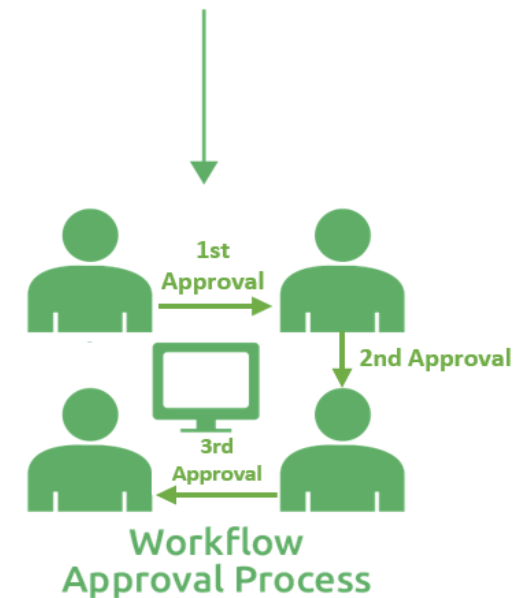 1st
Approval
2nd Approval
3rd
Approval
Workflow
Approval Process